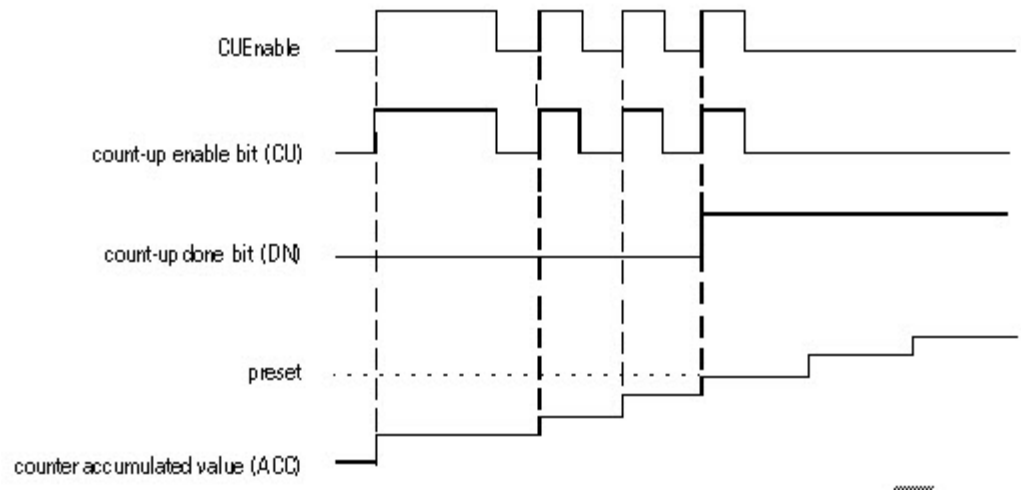 CUEnable
count-up enable bit (CU)
count-up done bit (DN)
preset
counter accumulated value (ACC)